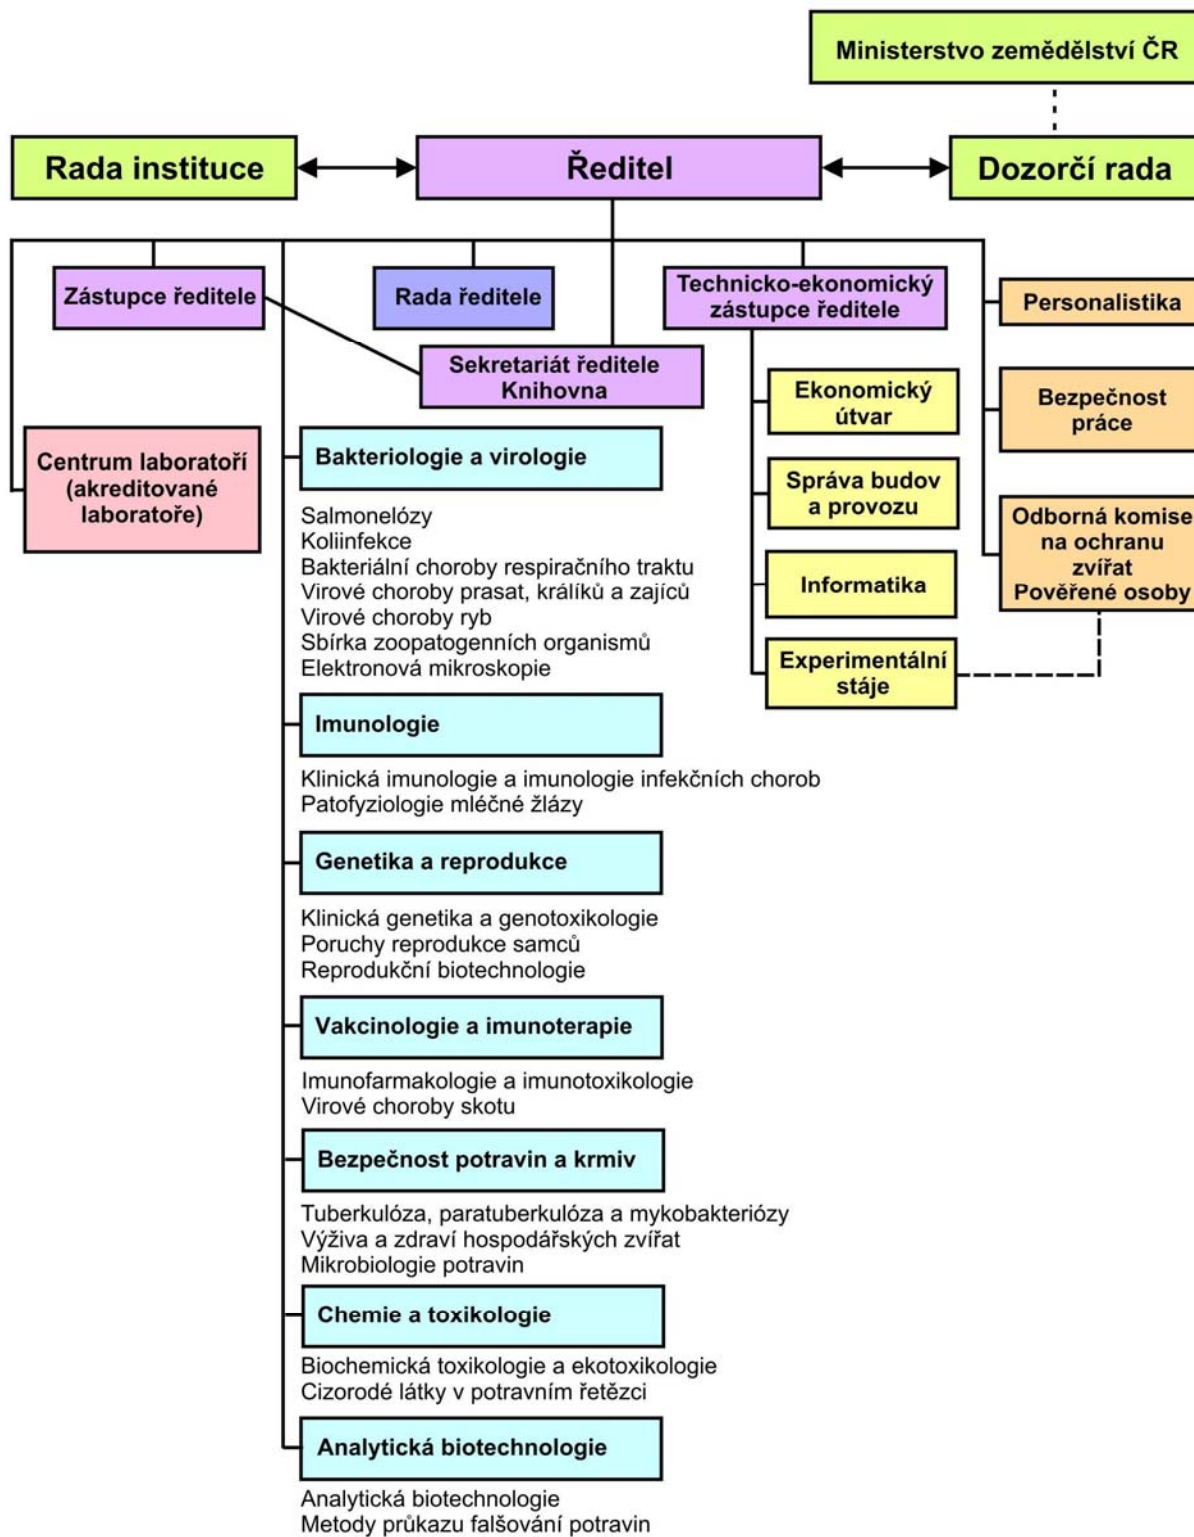 Ministerstvo zemědělství ČR
Rada instituce
Ředitel
Dozorčí rada
Zástupce ředitele
Rada ředitele
Technicko-ekonomický
zástupce ředitele
Personalistika
Sekretariát ředitele
Knihovna
Ekonomický
útvar
Bezpečnost
práce
Centrum laboratoří
(akreditované
laboratoře)
Správa budov
a provozu
Odborná komise
na ochranu
zvířat
Pověřené osoby
Informatika
Experimentální
stáje
Bakteriologie a virologie
Salmonelózy
Koliinfekce
Bakteriální choroby respiračního traktu
Virové choroby prasat, králíků a zajíců
Virové choroby ryb
Sbírka zoopatogenních organismů
Elektronová mikroskopie
Imunologie
Klinická imunologie a imunologie infekčních chorob
Patofyziologie mléčné žlázy
Genetika a reprodukce
Klinická genetika a genotoxikologie
Poruchy reprodukce samců
Reprodukční biotechnologie
Vakcinologie a imunoterapie
Imunofarmakologie a imunotoxikologie
Virové choroby skotu
Bezpečnost potravin a krmiv
Tuberkulóza, paratuberkulóza a mykobakteriózy
Výživa a zdraví hospodářských zvířat
Mikrobiologie potravin
Chemie a toxikologie
Biochemická toxikologie a ekotoxikologie
Cizorodé látky v potravním řetězci
Analytická biotechnologie
Analytická biotechnologie
Metody průkazu falšování potravin